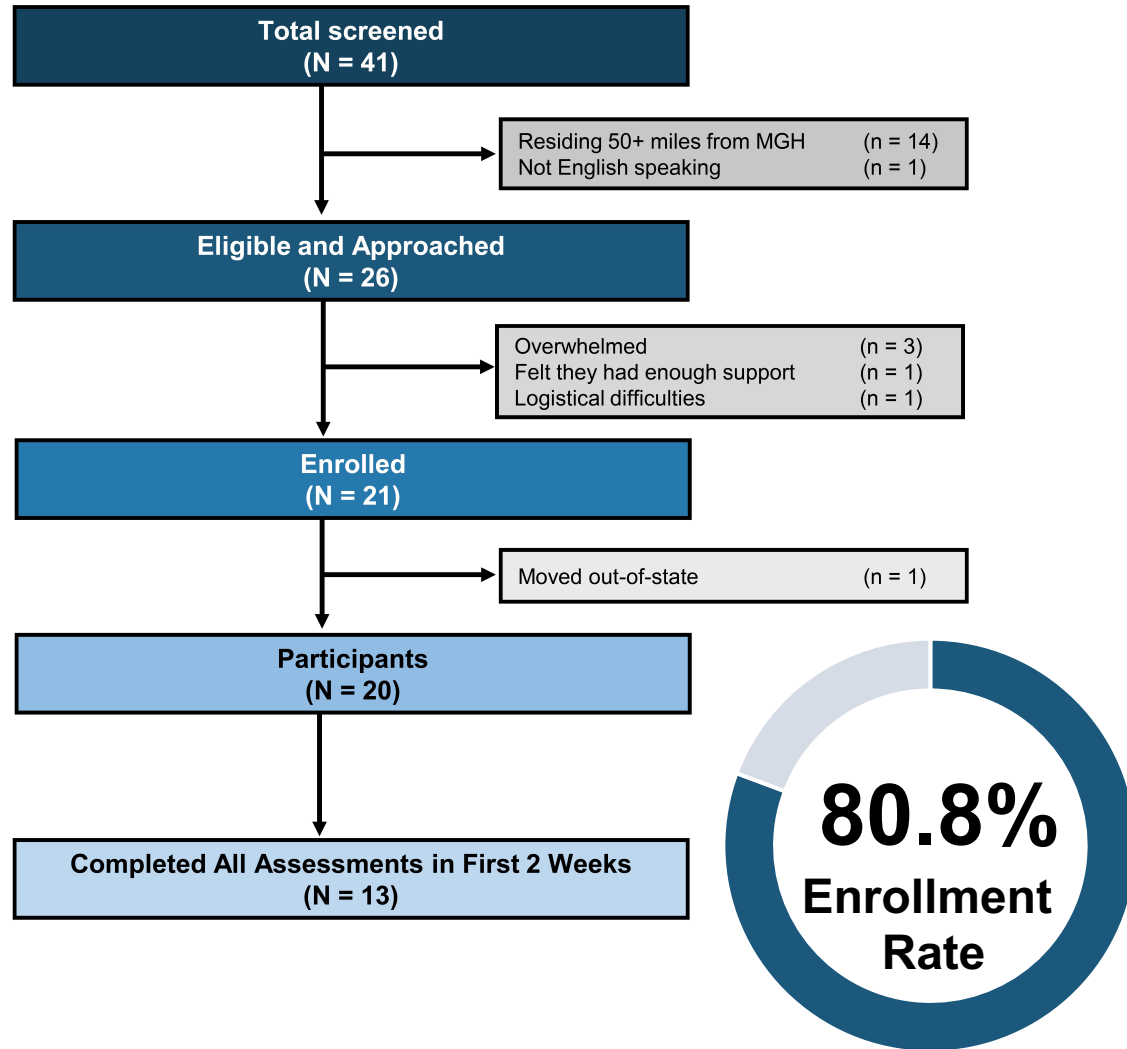 Total screened
(N = 41)
Residing 50+ miles from MGH (n = 14)
Not English speaking (n = 1)
Eligible and Approached
(N = 26)
Overwhelmed (n = 3)
Felt they had enough support (n = 1)
Logistical difficulties (n = 1)
Enrolled
(N = 21)
Moved out-of-state (n = 1)
Participants
(N = 20)
Completed All Assessments in First 2 Weeks
(N = 13)
80.8%
Enrollment
Rate